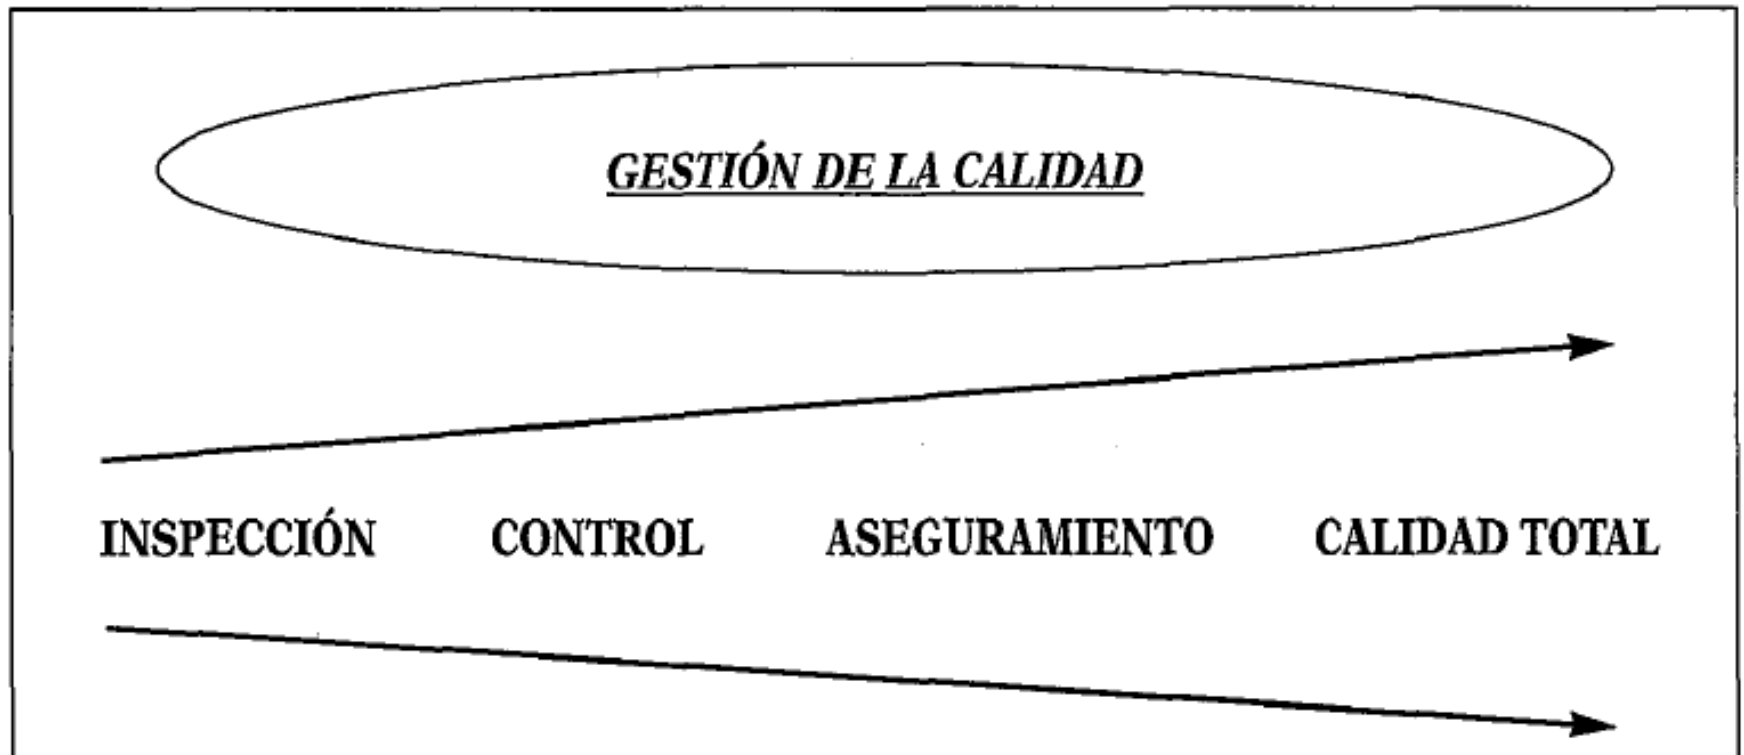 GESTIÓN DE LA CALIDAD
INSPECCIÓN CONTROL ASEGURAMIENTO CALIDAD TOTAL